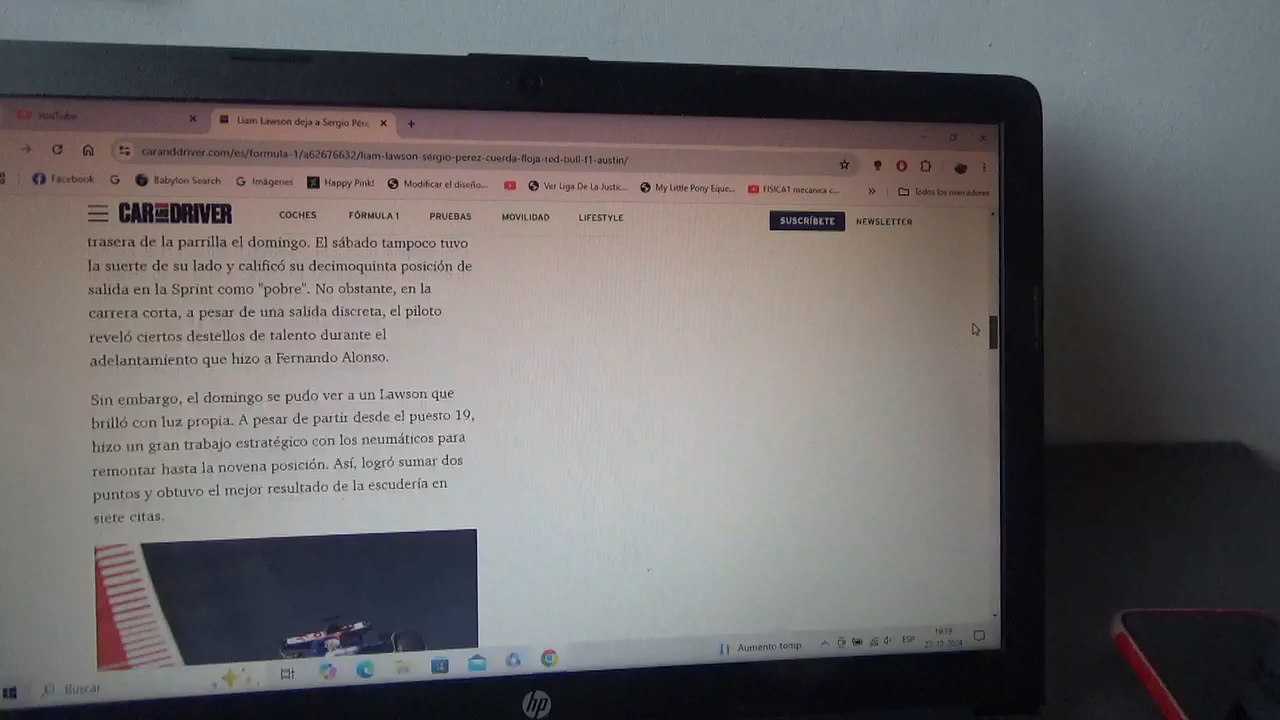 YouTube
Liam Lawson deja a Sergio Pére
caranddriver.com/es/formula-1/a62676632/liam-lawson-sergio-perez-cuerda-floja-red-bull-f1-austin/
Facebook
G
Babylon Search
Imágenes
Happy Pink!
Modificar el diseño...
Ver Liga De La Justic...
My Little Pony Eque...
FISICA1 mecanica c...
»
Todos los marcadores
CAR AND DRIVER
COCHES
FÓRMULA 1
PRUEBAS
MOVILIDAD
LIFESTYLE
SUSCRÍBETE
NEWSLETTER
trasera de la parrilla el domingo. El sábado tampoco tuvo
la suerte de su lado y calificó su decimoquinta posición de
salida en la Sprint como "pobre". No obstante, en la
carrera corta, a pesar de una salida discreta, el piloto
reveló ciertos destellos de talento durante el
adelantamiento que hizo a Fernando Alonso.
Sin embargo, el domingo se pudo ver a un Lawson que
brilló con luz propia. A pesar de partir desde el puesto 19,
hizo un gran trabajo estratégico con los neumáticos para
remontar hasta la novena posición. Así, logró sumar dos
puntos y obtuvo el mejor resultado de la escudería en
siete citas.
Buscar
Aumento temp.
ESP
19:19
hp